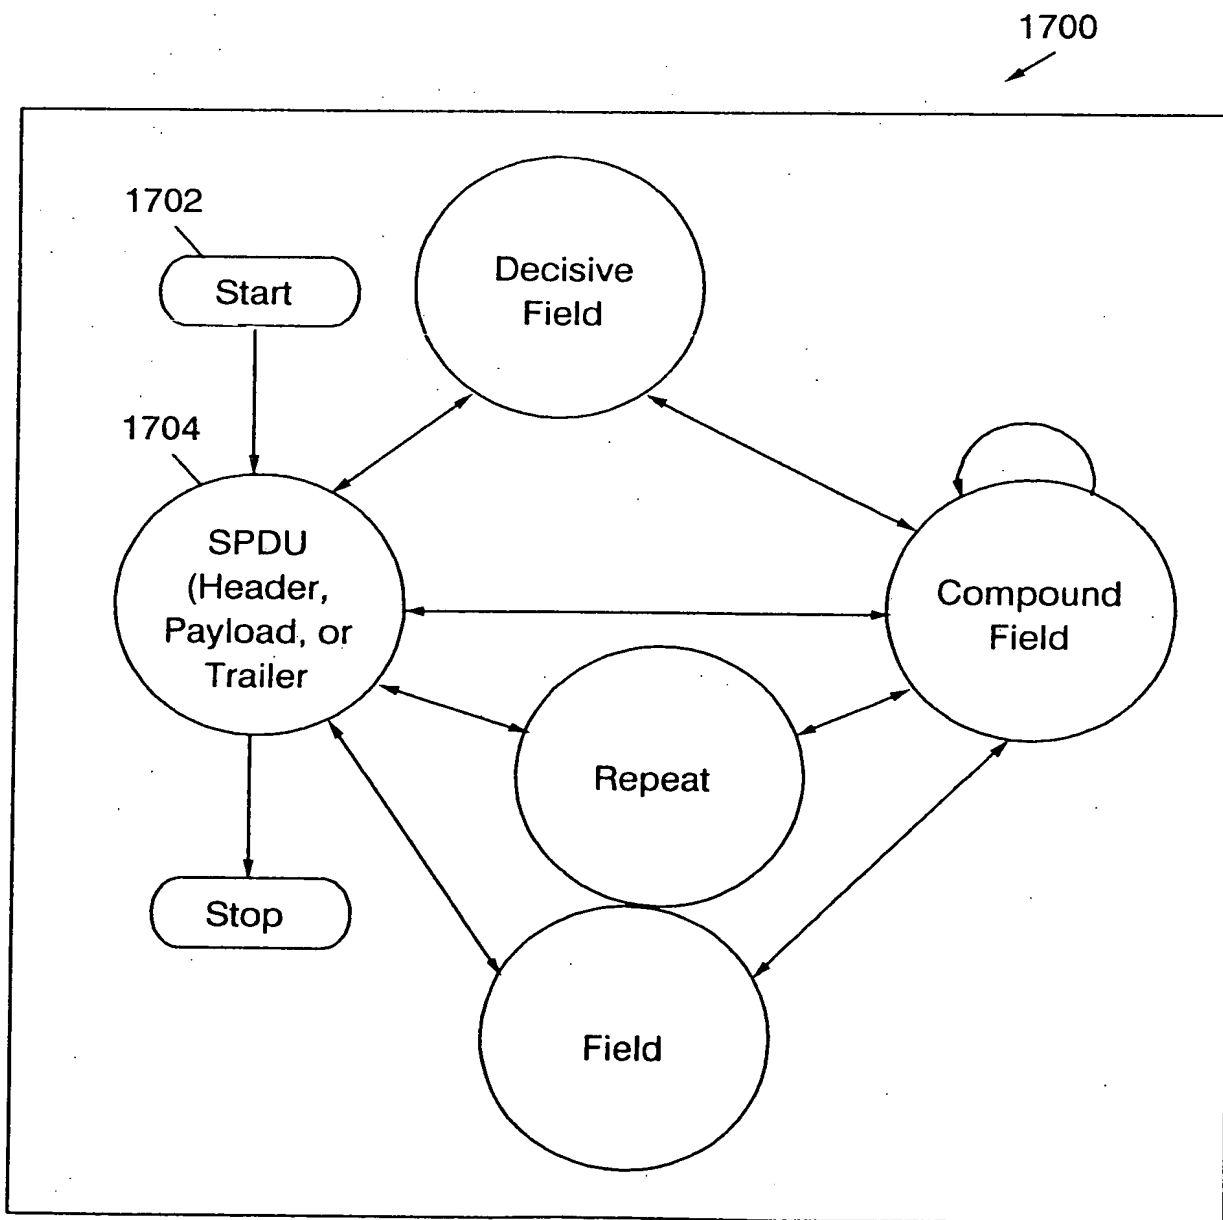 1700
1702
Start
Decisive
Field
1704
SPDU
(Header,
Payload, or
Trailer
Compound
Field
Repeat
Stop
Field